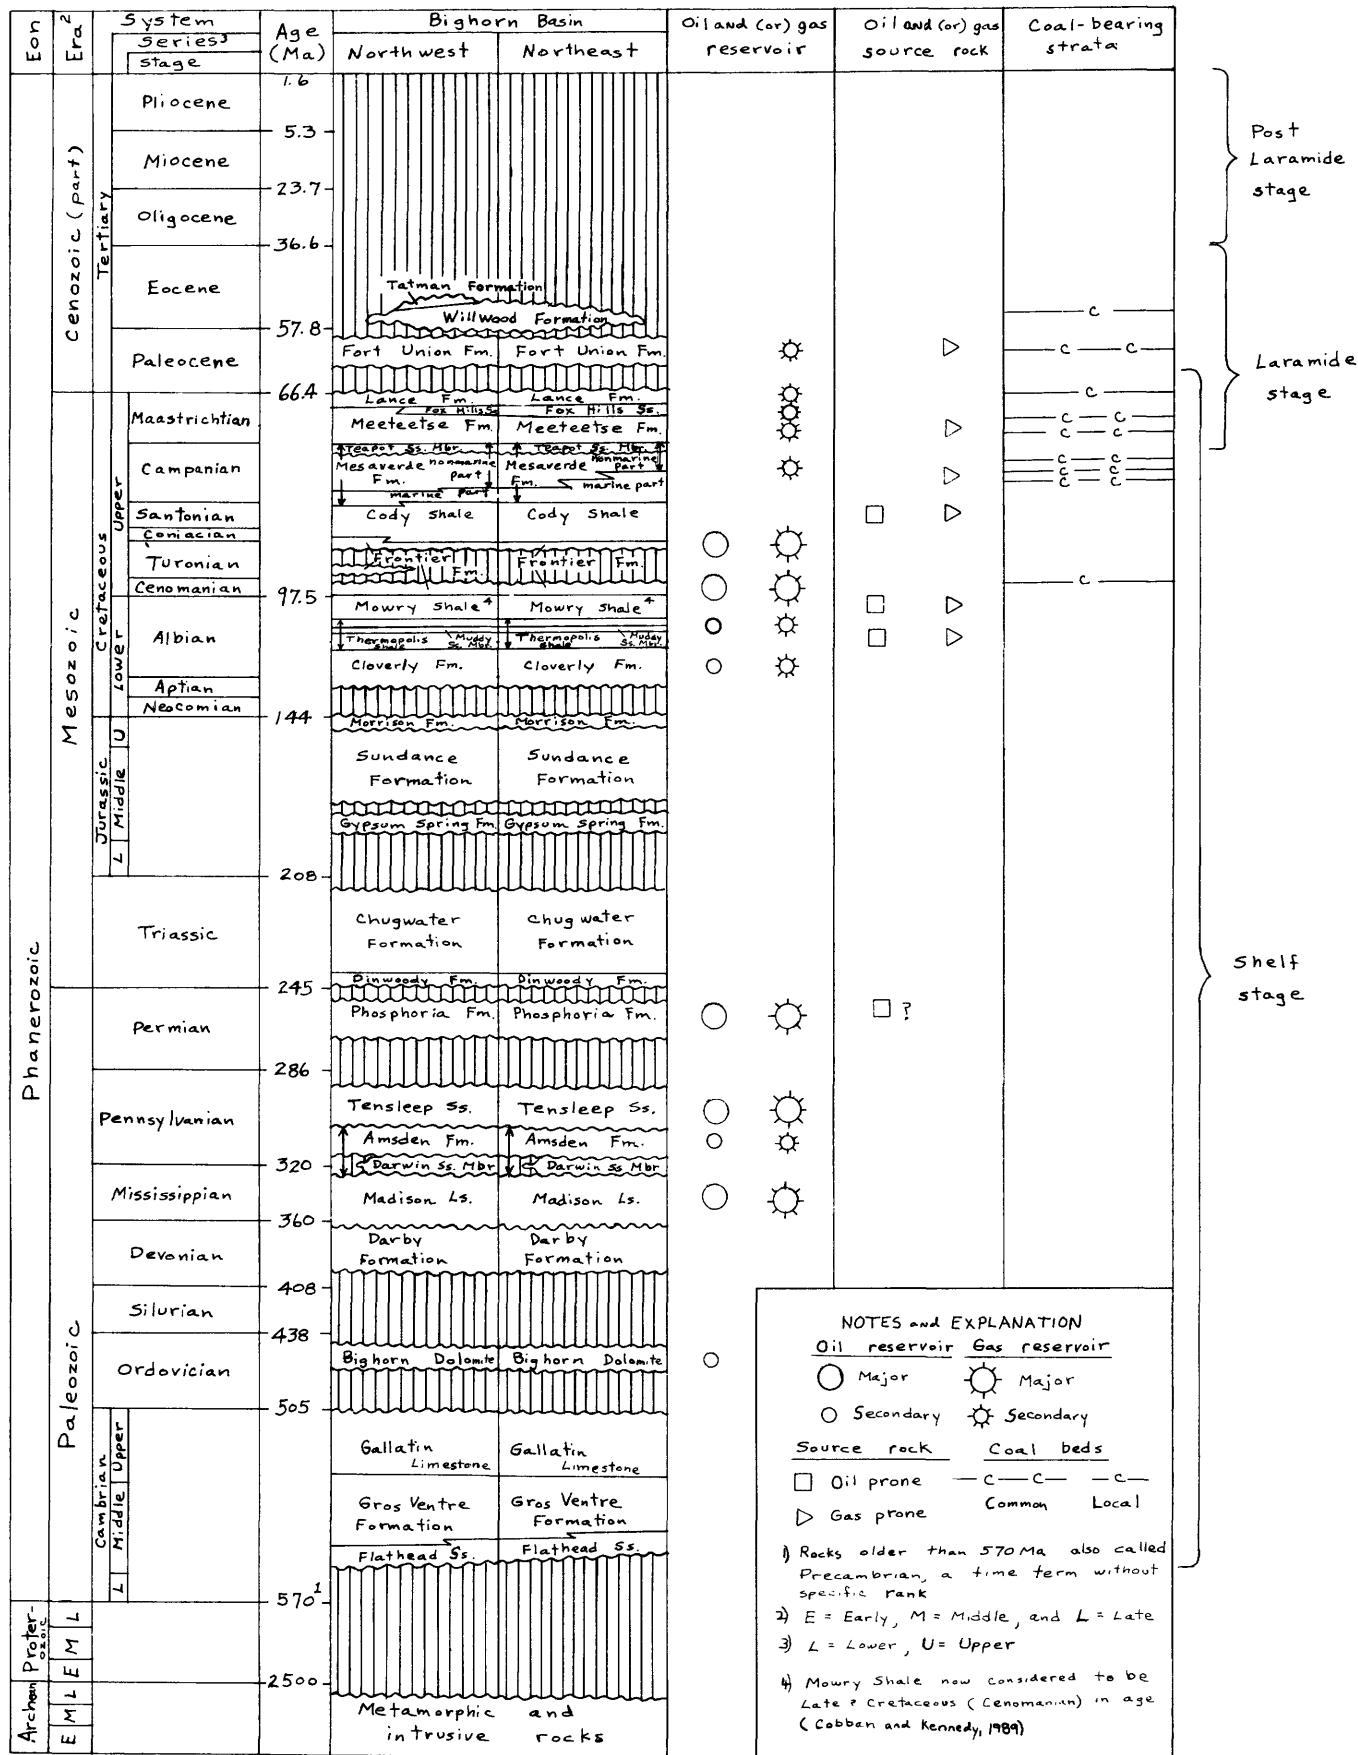 Eon
Era2
System
Series3
Stage
Age
(Ma)
Bighorn Basin
Northwest
Northeast
Oil and (or) gas
reservoir
Oil and (or) gas
source rock
Coal-bearing
strata
Phanerozoic
Proter-
ozoic
Archean
Cenozoic (part)
Mesozoic
Paleozoic
L
M
E
L
M
E
Tertiary
Cretaceous
Upper
Lower
Jurassic
U
Middle
L
Cambrian
Upper
Middle
L
Pliocene
Miocene
Oligocene
Eocene
Paleocene
Maastrichtian
Campanian
Santonian
Coniacian
Turonian
Cenomanian
Albian
Aptian
Neocomian
Triassic
Permian
Pennsylvanian
Mississippian
Devonian
Silurian
Ordovician
1.6
5.3
23.7
36.6
57.8
66.4
97.5
144
208
245
286
320
360
408
438
505
570 1
2500
Tatman Formation
Willwood Formation
Fort Union Fm. Fort Union Fm.
Lance Fm. Lance Fm.
Fox Hills Ss. Fox Hills Ss.
Meeteetse Fm. Meeteetse Fm.
Teapot Ss. Mbr. Teapot Ss. Mbr.
Mesaverde nonmarine Mesaverde nonmarine
Fm. part Fm. part
marine part marine part
Cody Shale Cody Shale
Frontier Frontier Fm.
Fm.
Mowry Shale4 Mowry Shale4
Thermopolis Muddy Thermopolis Muddy
Shale Ss. Mbr. Shale Ss. Mbr.
Cloverly Fm. Cloverly Fm.
Morrison Fm. Morrison Fm.
Sundance Sundance
Formation Formation
Gypsum Spring Fm. Gypsum Spring Fm.
Chugwater Chugwater
Formation Formation
Dinwoody Fm. Dinwoody Fm.
Phosphoria Fm. Phosphoria Fm.
Tensleep Ss. Tensleep Ss.
Amsden Fm. Amsden Fm.
Darwin Ss. Mbr Darwin Ss Mbr
Madison Ls. Madison Ls.
Darby Darby
Formation Formation
Bighorn Dolomite Bighorn Dolomite
Gallatin Gallatin
Limestone Limestone
Gros Ventre Gros Ventre
Formation Formation
Flathead Ss. Flathead Ss.
Metamorphic and
intrusive rocks
?
c
c c
c
c c
c c
c c
c c
c c
c
Post
Laramide
stage
Laramide
stage
Shelf
stage
NOTES and EXPLANATION
Oil reservoir Gas reservoir
Major Major
Secondary Secondary
Source rock Coal beds
Oil prone c c c
Common Local
Gas prone
1) Rocks older than 570 Ma also called
Precambrian, a time term without
specific rank
2) E = Early, M = Middle, and L = Late
3) L = Lower, U = Upper
4) Mowry Shale now considered to be
Late ? Cretaceous (Cenomanian) in age
(Cobban and Kennedy, 1989)